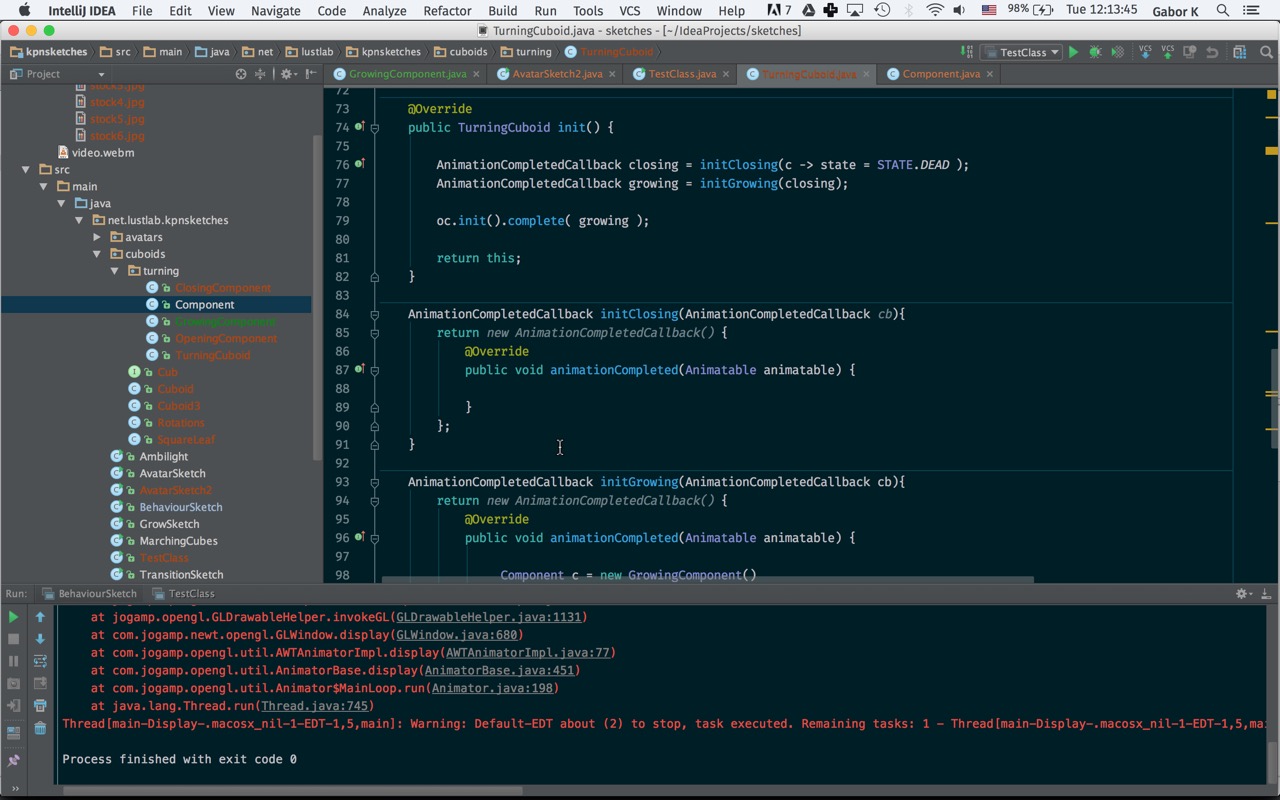 IntelliJ IDEA File Edit View Navigate Code Analyze Refactor Build Run Tools VCS Window Help 7 98% Tue 12:13:45 Gabor K
TurningCuboid.java - sketches - [~/IdeaProjects/sketches]
kpnsketches src main java net lustlab kpnsketches cuboids turning TurningCuboid TestClass VCS VCS
Project GrowingComponent.java AvatarSketch2.java TestClass.java TurningCuboid.java Component.java
stock4.jpg
stock5.jpg
stock6.jpg
video.webm
src
main
java
net.lustlab.kpnsketches
avatars
cuboids
turning
ClosingComponent
Component
GrowingComponent
OpeningComponent
TurningCuboid
Cub
Cuboid
Cuboid3
Rotations
SquareLeaf
Ambilight
AvatarSketch
AvatarSketch2
BehaviourSketch
GrowSketch
MarchingCubes
TestClass
TransitionSketch
72
73 @Override
74 public TurningCuboid init() {
75
76 AnimationCompletedCallback closing = initClosing(c -> state = STATE.DEAD );
77 AnimationCompletedCallback growing = initGrowing(closing);
78
79 oc.init().complete( growing );
80
81 return this;
82 }
83
84 AnimationCompletedCallback initClosing(AnimationCompletedCallback cb){
85 return new AnimationCompletedCallback() {
86 @Override
87 public void animationCompleted(Animatable animatable) {
88
89 }
90 };
91 }
92
93 AnimationCompletedCallback initGrowing(AnimationCompletedCallback cb){
94 return new AnimationCompletedCallback() {
95 @Override
96 public void animationCompleted(Animatable animatable) {
97
98 Component c = new GrowingComponent()
Run: BehaviourSketch TestClass
at jogamp.opengl.GLDrawableHelper.invokeGL(GLDrawableHelper.java:1131)
at com.jogamp.newt.opengl.GLWindow.display(GLWindow.java:680)
at com.jogamp.opengl.util.AWTAnimatorImpl.display(AWTAnimatorImpl.java:77)
at com.jogamp.opengl.util.AnimatorBase.display(AnimatorBase.java:451)
at com.jogamp.opengl.util.Animator$MainLoop.run(Animator.java:198)
at java.lang.Thread.run(Thread.java:745)
Thread[main-Display-.macosx_nil-1-EDT-1,5,main]: Warning: Default-EDT about (2) to stop, task executed. Remaining tasks: 1 - Thread[main-Display-.macosx_nil-1-EDT-1,5,ma
Process finished with exit code 0